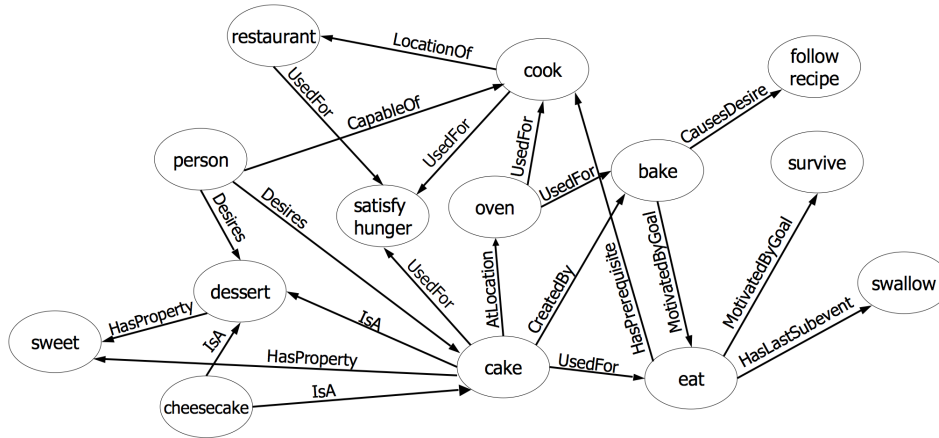 restaurant
LocationOf
cook
follow
recipe
UsedFor
CapableOf
UsedFor
UsedFor
CausesDesire
person
UsedFor
bake
survive
Desires
Desires
satisfy
hunger
oven
UsedFor
AtLocation
CreatedBy
HasPrerequisite
MotivatedByGoal
MotivatedByGoal
dessert
swallow
HasProperty
IsA
HasLastSubevent
sweet
IsA
HasProperty
cake
UsedFor
eat
IsA
cheesecake